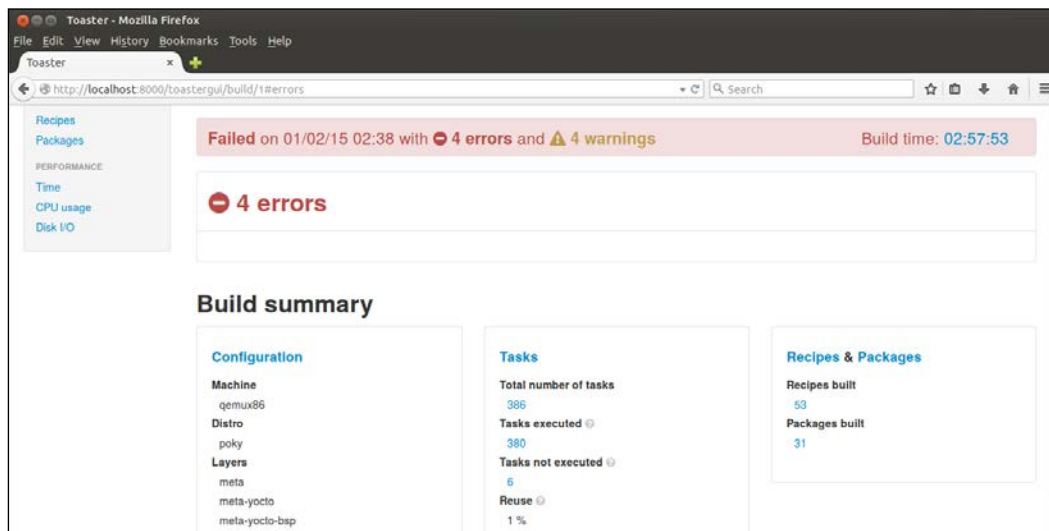 Toaster - Mozilla Firefox
File Edit View History Bookmarks Tools Help
Toaster
http://localhost:8000/toastergui/build/1#errors
Search
Recipes
Packages
PERFORMANCE
Time
CPU usage
Disk I/O
Failed on 01/02/15 02:38 with 4 errors and 4 warnings
Build time: 02:57:53
4 errors
Build summary
Configuration
Machine
qemux86
Distro
poky
Layers
meta
meta-yocto
meta-yocto-bsp
Tasks
Total number of tasks
386
Tasks executed
380
Tasks not executed
6
Reuse
1 %
Recipes & Packages
Recipes built
53
Packages built
31